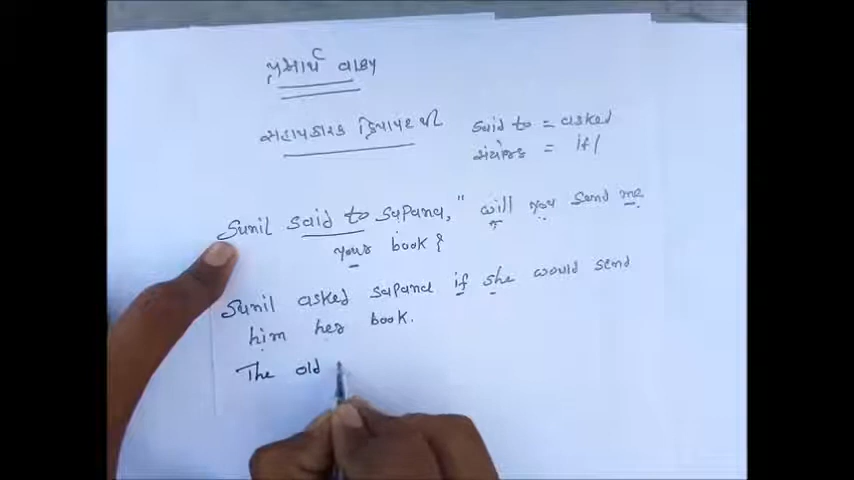 પ્રશ્નાર્થ વાક્ય
સહાયકારક ક્રિયાપદ થી
said to = asked
સંયોજક = if/
Sunil said to Sapana, " will you send me
your book {
Sunil asked Sapana if she would send
him her book.
The old